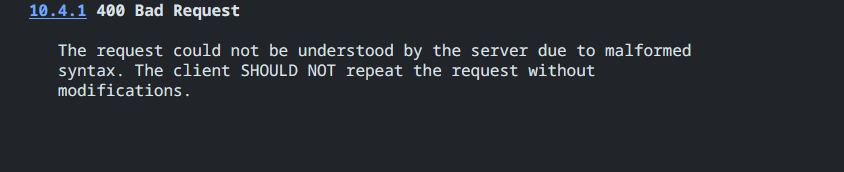 10.4.1 400 Bad Request
The request could not be understood by the server due to malformed
syntax. The client SHOULD NOT repeat the request without
modifications.